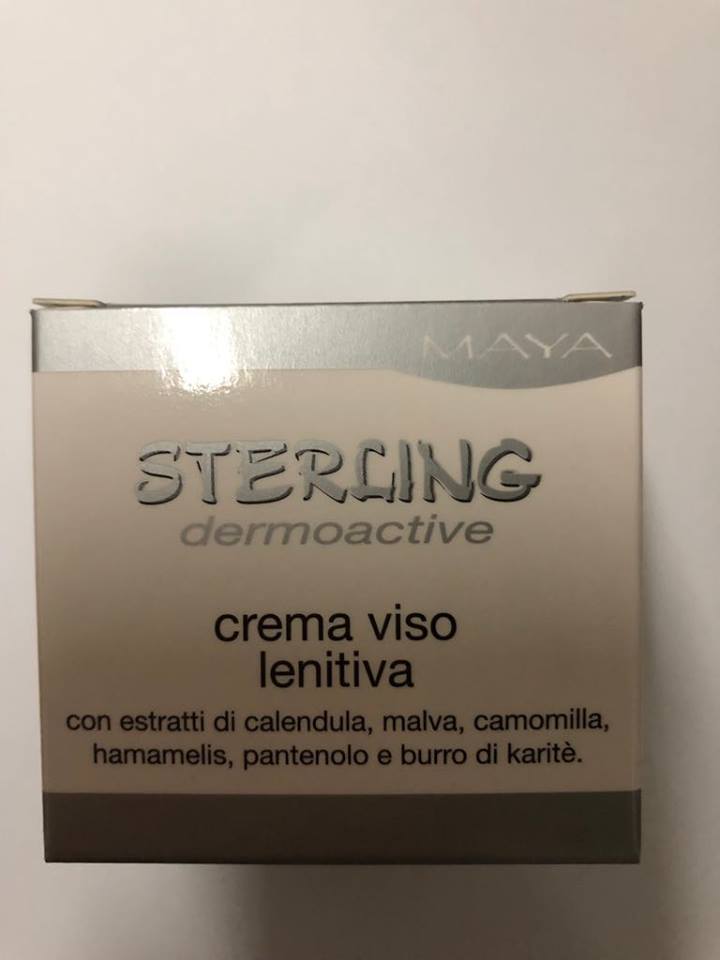 MAYA
STERLING
dermoactive
crema viso
lenitiva
con estratti di calendula, malva, camomilla,
hamamelis, pantenolo e burro di karitè.